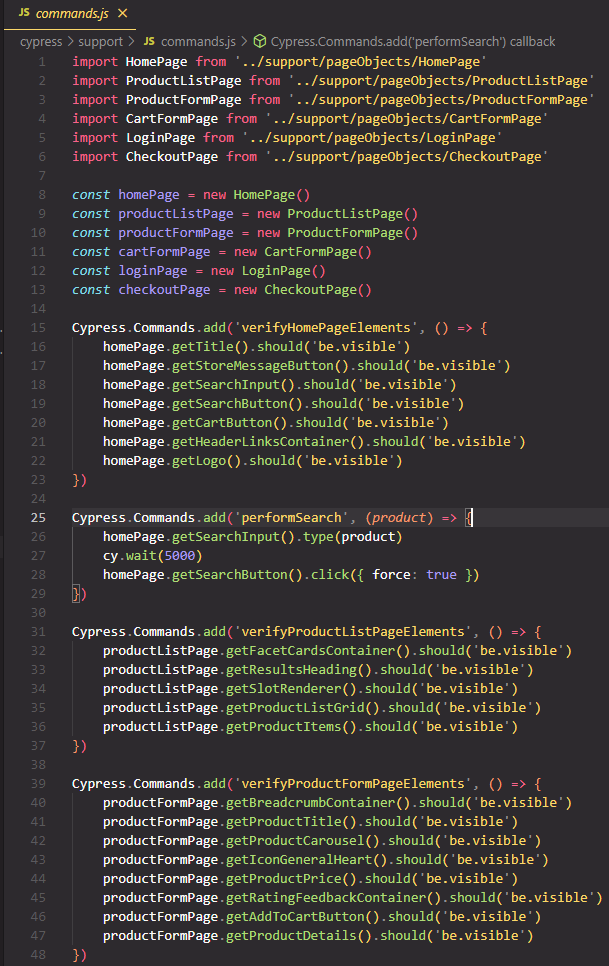 JS commands.js ×
cypress > support > JS commands.js > Cypress.Commands.add('performSearch') callback
1 import HomePage from '../support/pageObjects/HomePage'
2 import ProductListPage from '../support/pageObjects/ProductListPage'
3 import ProductFormPage from '../support/pageObjects/ProductFormPage'
4 import CartFormPage from '../support/pageObjects/CartFormPage'
5 import LoginPage from '../support/pageObjects/LoginPage'
6 import CheckoutPage from '../support/pageObjects/CheckoutPage'
7
8 const homePage = new HomePage()
9 const productListPage = new ProductListPage()
10 const productFormPage = new ProductFormPage()
11 const cartFormPage = new CartFormPage()
12 const loginPage = new LoginPage()
13 const checkoutPage = new CheckoutPage()
14
15 Cypress.Commands.add('verifyHomePageElements', () => {
16 homePage.getTitle().should('be.visible')
17 homePage.getStoreMessageButton().should('be.visible')
18 homePage.getSearchInput().should('be.visible')
19 homePage.getSearchButton().should('be.visible')
20 homePage.getCartButton().should('be.visible')
21 homePage.getHeaderLinksContainer().should('be.visible')
22 homePage.getLogo().should('be.visible')
23 })
24
25 Cypress.Commands.add('performSearch', (product) => {
26 homePage.getSearchInput().type(product)
27 cy.wait(5000)
28 homePage.getSearchButton().click({ force: true })
29 })
30
31 Cypress.Commands.add('verifyProductListPageElements', () => {
32 productListPage.getFacetCardsContainer().should('be.visible')
33 productListPage.getResultsHeading().should('be.visible')
34 productListPage.getSlotRenderer().should('be.visible')
35 productListPage.getProductListGrid().should('be.visible')
36 productListPage.getProductItems().should('be.visible')
37 })
38
39 Cypress.Commands.add('verifyProductFormPageElements', () => {
40 productFormPage.getBreadcrumbContainer().should('be.visible')
41 productFormPage.getProductTitle().should('be.visible')
42 productFormPage.getProductCarousel().should('be.visible')
43 productFormPage.getIconGeneralHeart().should('be.visible')
44 productFormPage.getProductPrice().should('be.visible')
45 productFormPage.getRatingFeedbackContainer().should('be.visible')
46 productFormPage.getAddToCartButton().should('be.visible')
47 productFormPage.getProductDetails().should('be.visible')
48 })